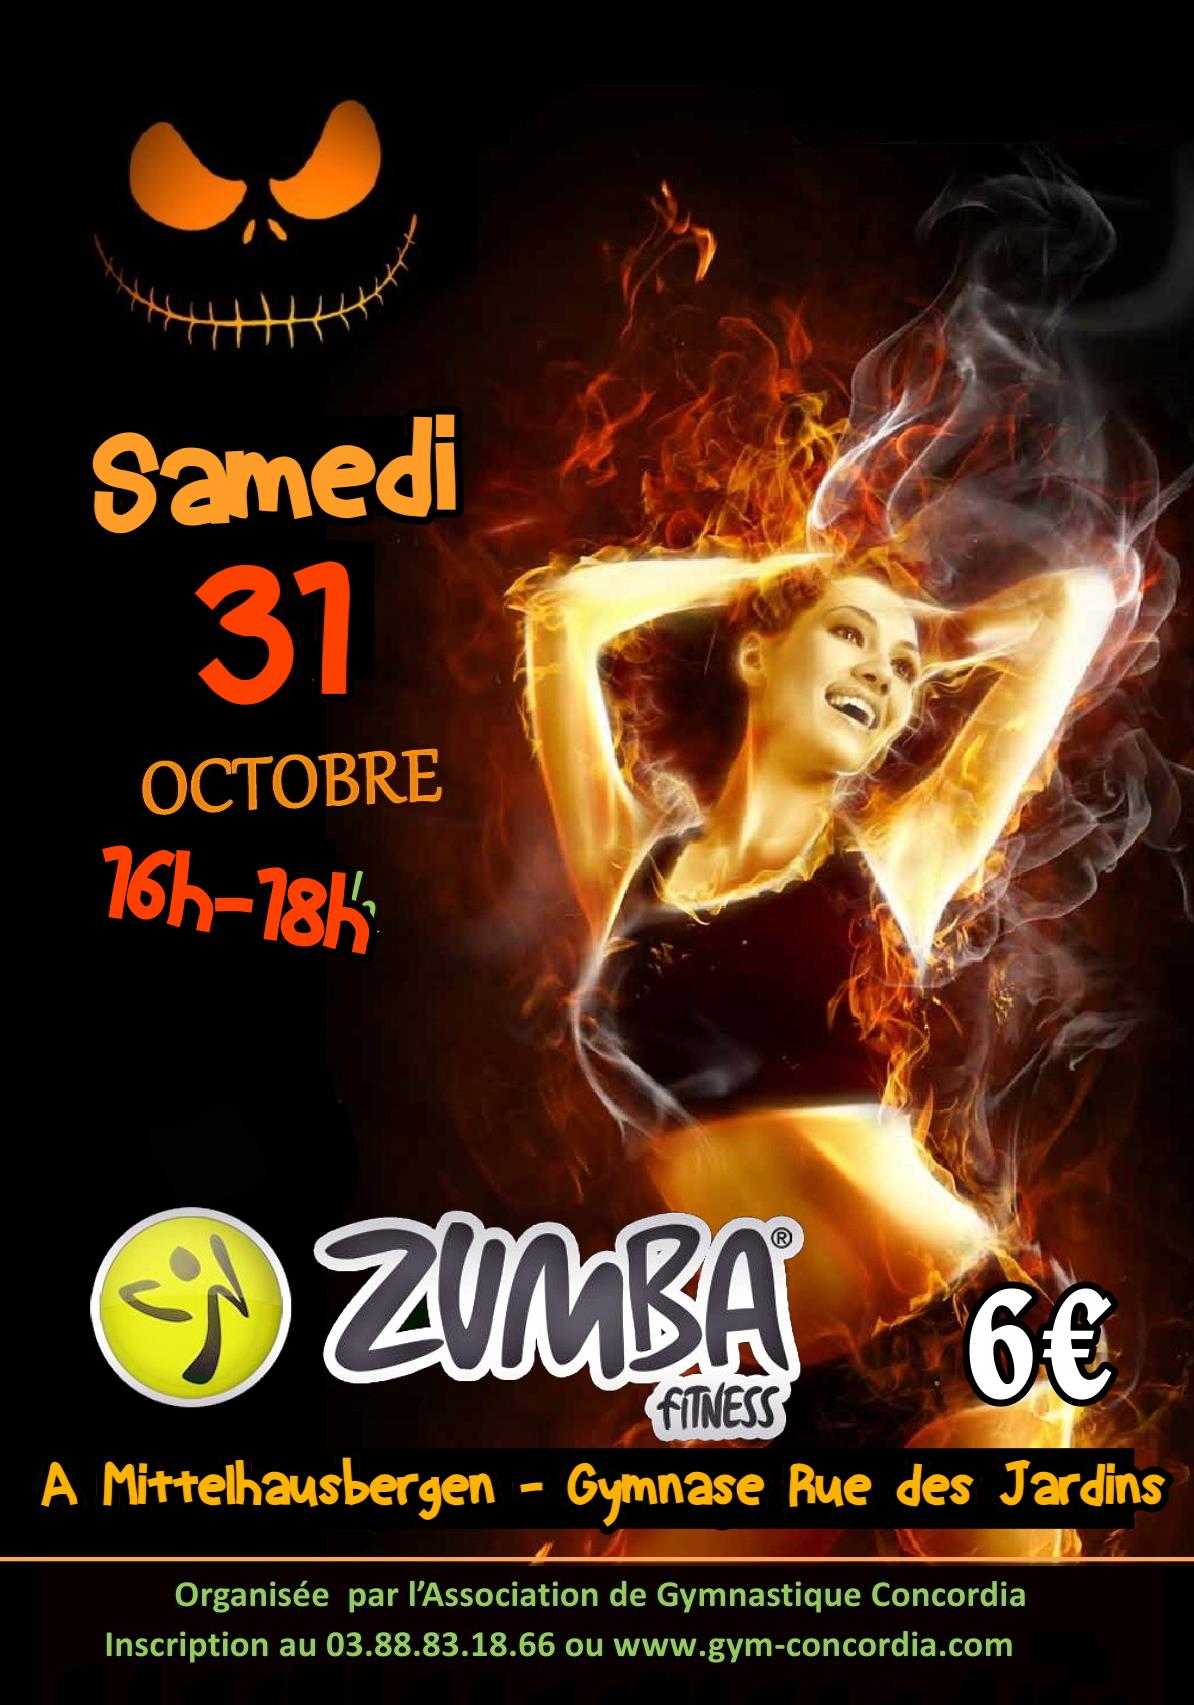 Samedi
31
OCTOBRE
16h-18h
ZUMBA®
FITNESS
6€
A Mittelhausbergen - Gymnase Rue des Jardins
Organisée par l’Association de Gymnastique Concordia
Inscription au 03.88.83.18.66 ou www.gym-concordia.com